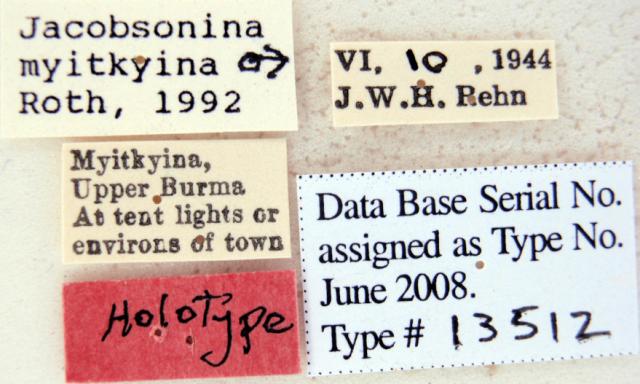 Jacobsonina
myitkyina ♂
Roth, 1992
VI, 10 , 1944
J.W.H. Rehn
Myitkyina,
Upper Burma
At tent lights or
environs of town
Holotype
Data Base Serial No.
assigned as Type No.
June 2008.
Type # 13512